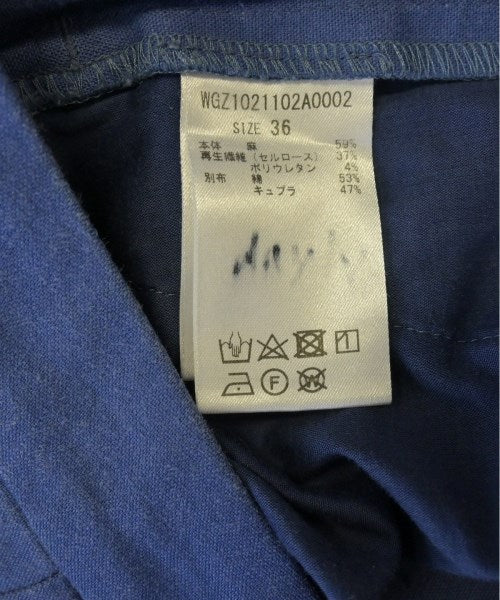 WGZ1021102A0002
SIZE 36
本体 麻 59%
再生繊維(セルロース) 37%
ポリウレタン 4%
別布 綿 53%
キュプラ 47%
F
W